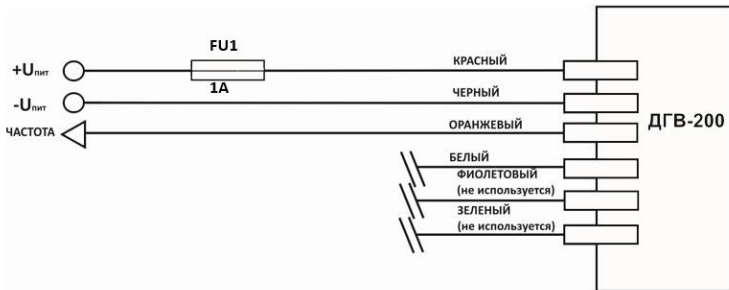 FU1
+Uпит
1А
КРАСНЫЙ
-Uпит
ЧЕРНЫЙ
ЧАСТОТА
ОРАНЖЕВЫЙ
ДГВ-200
БЕЛЫЙ
ФИОЛЕТОВЫЙ
(не используется)
ЗЕЛЕНЫЙ
(не используется)